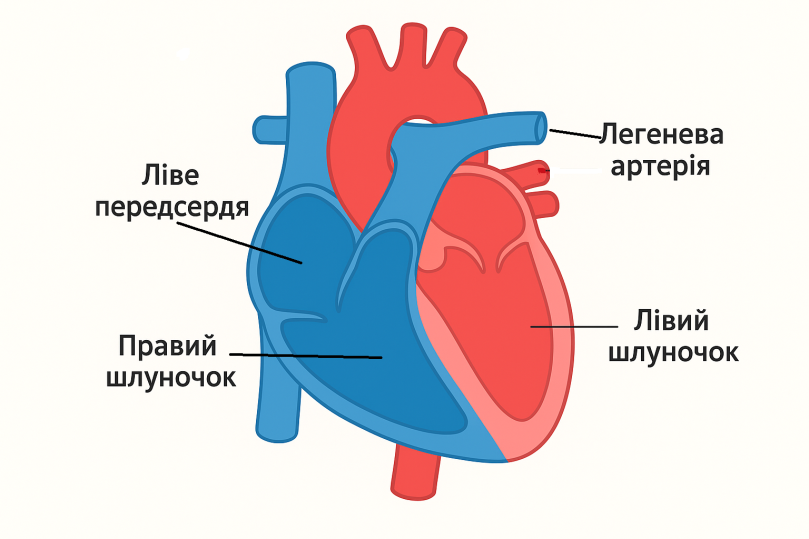 Ліве
передсердя
Правий
шлуночок
Легенева
артерія
Лівий
шлуночок